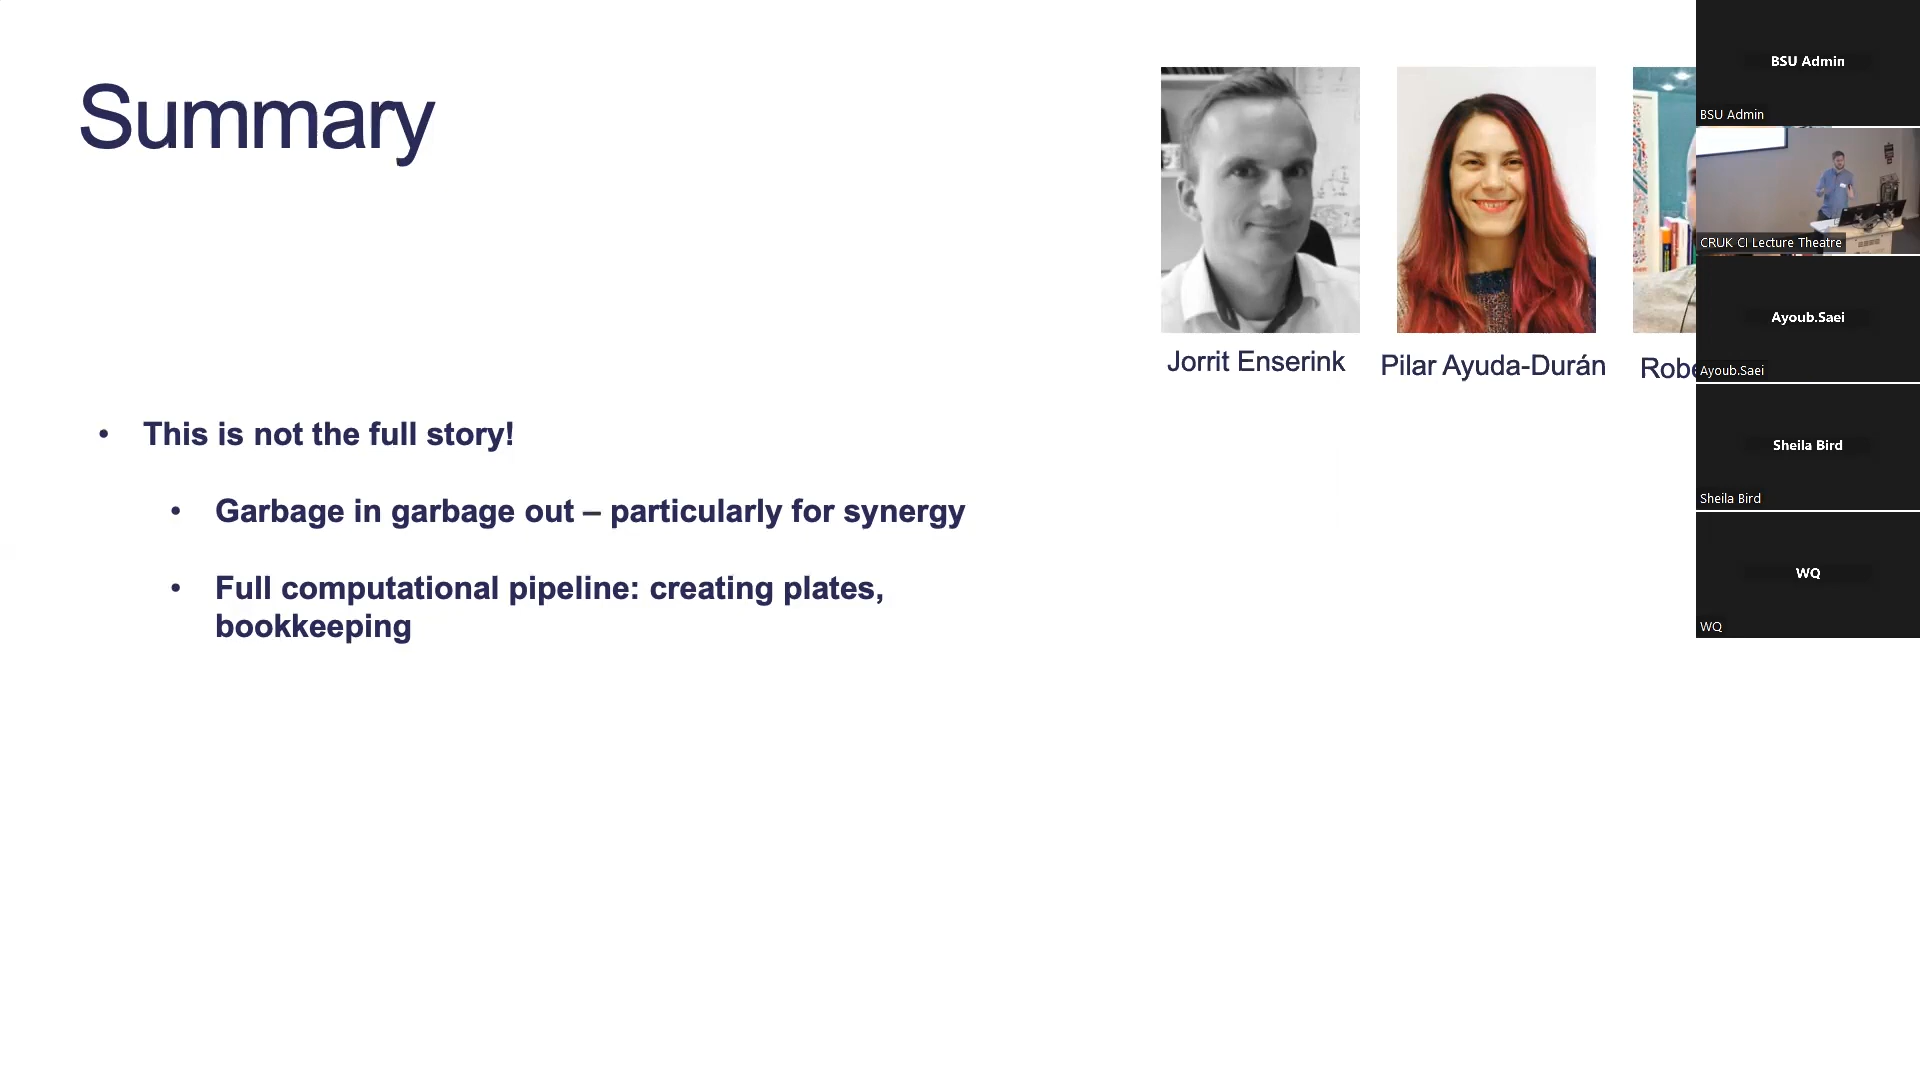 Summary
Jorrit Enserink
Pilar Ayuda-Durán
• This is not the full story!
• Garbage in garbage out – particularly for synergy
• Full computational pipeline: creating plates,
bookkeeping
BSU Admin
BSU Admin
CRUK CI Lecture Theatre
Ayoub.Saei
Ayoub.Saei
Sheila Bird
Sheila Bird
WQ
WQ